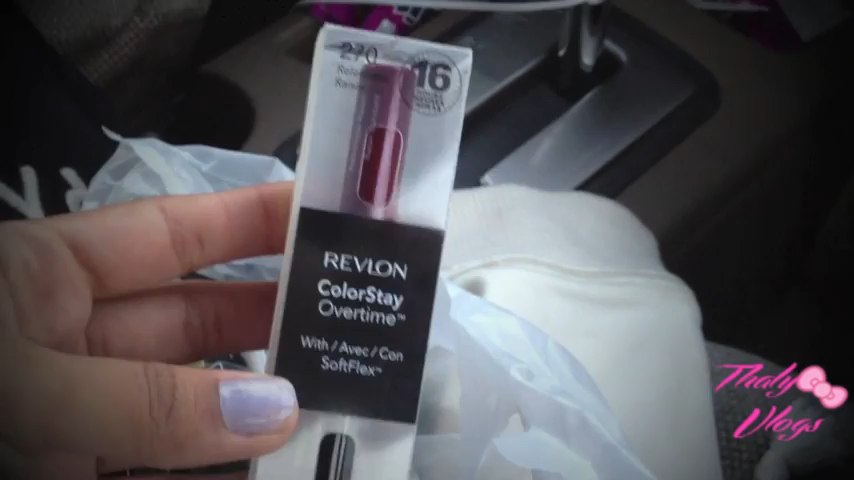 270
16
REVLON
ColorStay
Overtime™
With / Avec / Con
SoftFlex™
Thaly
Vlogs